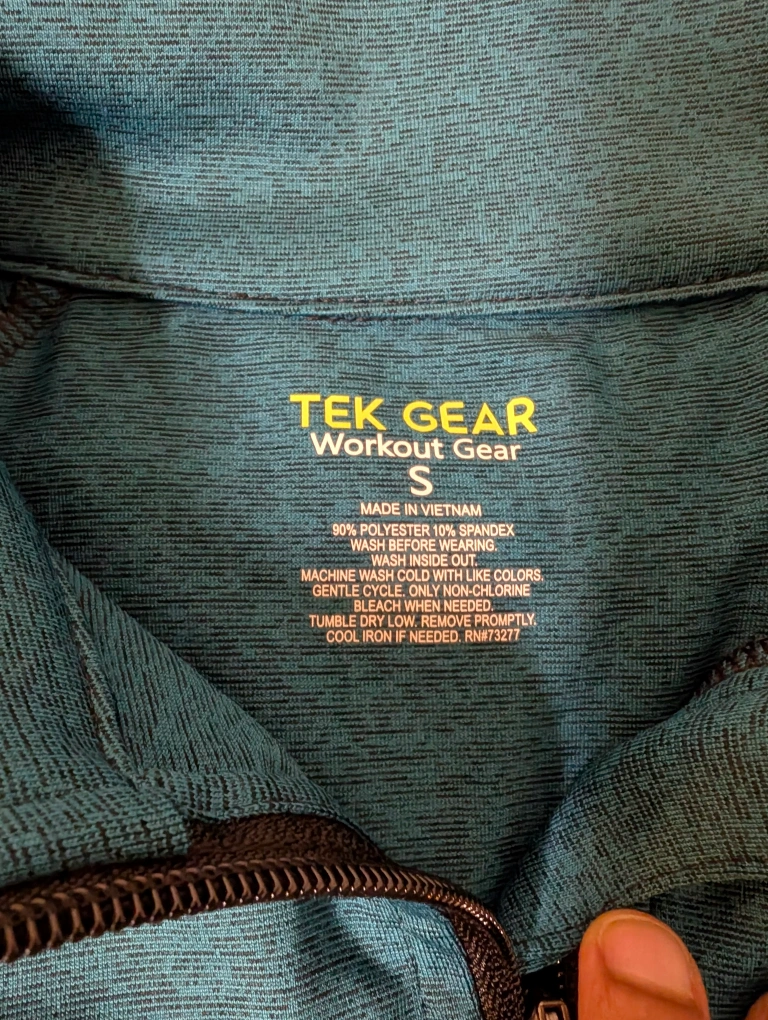 TEK GEAR
Workout Gear
S
MADE IN VIETNAM
90% POLYESTER 10% SPANDEX
WASH BEFORE WEARING.
WASH INSIDE OUT.
MACHINE WASH COLD WITH LIKE COLORS.
GENTLE CYCLE. ONLY NON-CHLORINE
BLEACH WHEN NEEDED.
TUMBLE DRY LOW. REMOVE PROMPTLY.
COOL IRON IF NEEDED. RN#73277